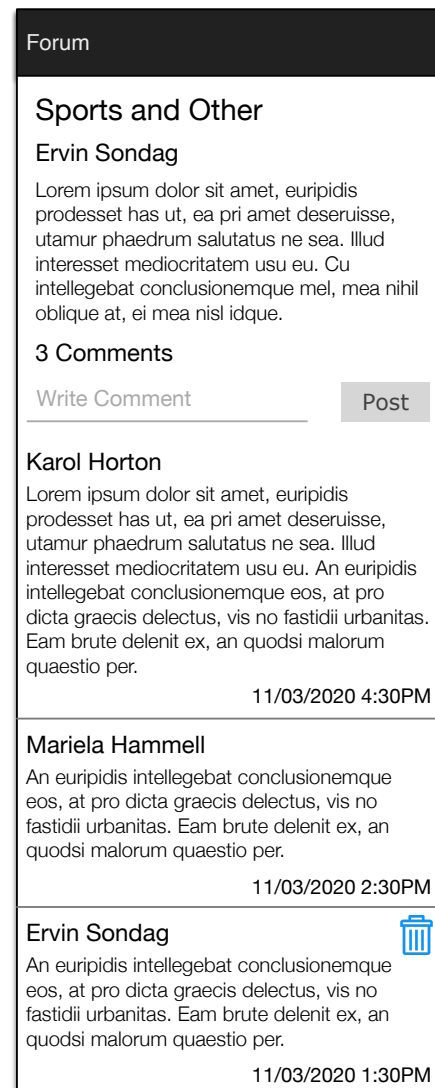 Forum
Sports and Other
Ervin Sondag
Lorem ipsum dolor sit amet, euripidis
prodesset has ut, ea pri amet deseruisse,
utamur phaedrum salutatus ne sea. Illud
interesset mediocritatem usu eu. Cu
intellegebat conclusionemque mel, mea nihil
oblique at, ei mea nisl idque.
3 Comments
Write Comment
Post
Karol Horton
Lorem ipsum dolor sit amet, euripidis
prodesset has ut, ea pri amet deseruisse,
utamur phaedrum salutatus ne sea. Illud
interesset mediocritatem usu eu. An euripidis
intellegebat conclusionemque eos, at pro
dicta graecis delectus, vis no fastidii urbanitas.
Eam brute delenit ex, an quodsi malorum
quaestio per.
11/03/2020 4:30PM
Mariela Hammell
An euripidis intellegebat conclusionemque
eos, at pro dicta graecis delectus, vis no
fastidii urbanitas. Eam brute delenit ex, an
quodsi malorum quaestio per.
11/03/2020 2:30PM
Ervin Sondag
An euripidis intellegebat conclusionemque
eos, at pro dicta graecis delectus, vis no
fastidii urbanitas. Eam brute delenit ex, an
quodsi malorum quaestio per.
11/03/2020 1:30PM